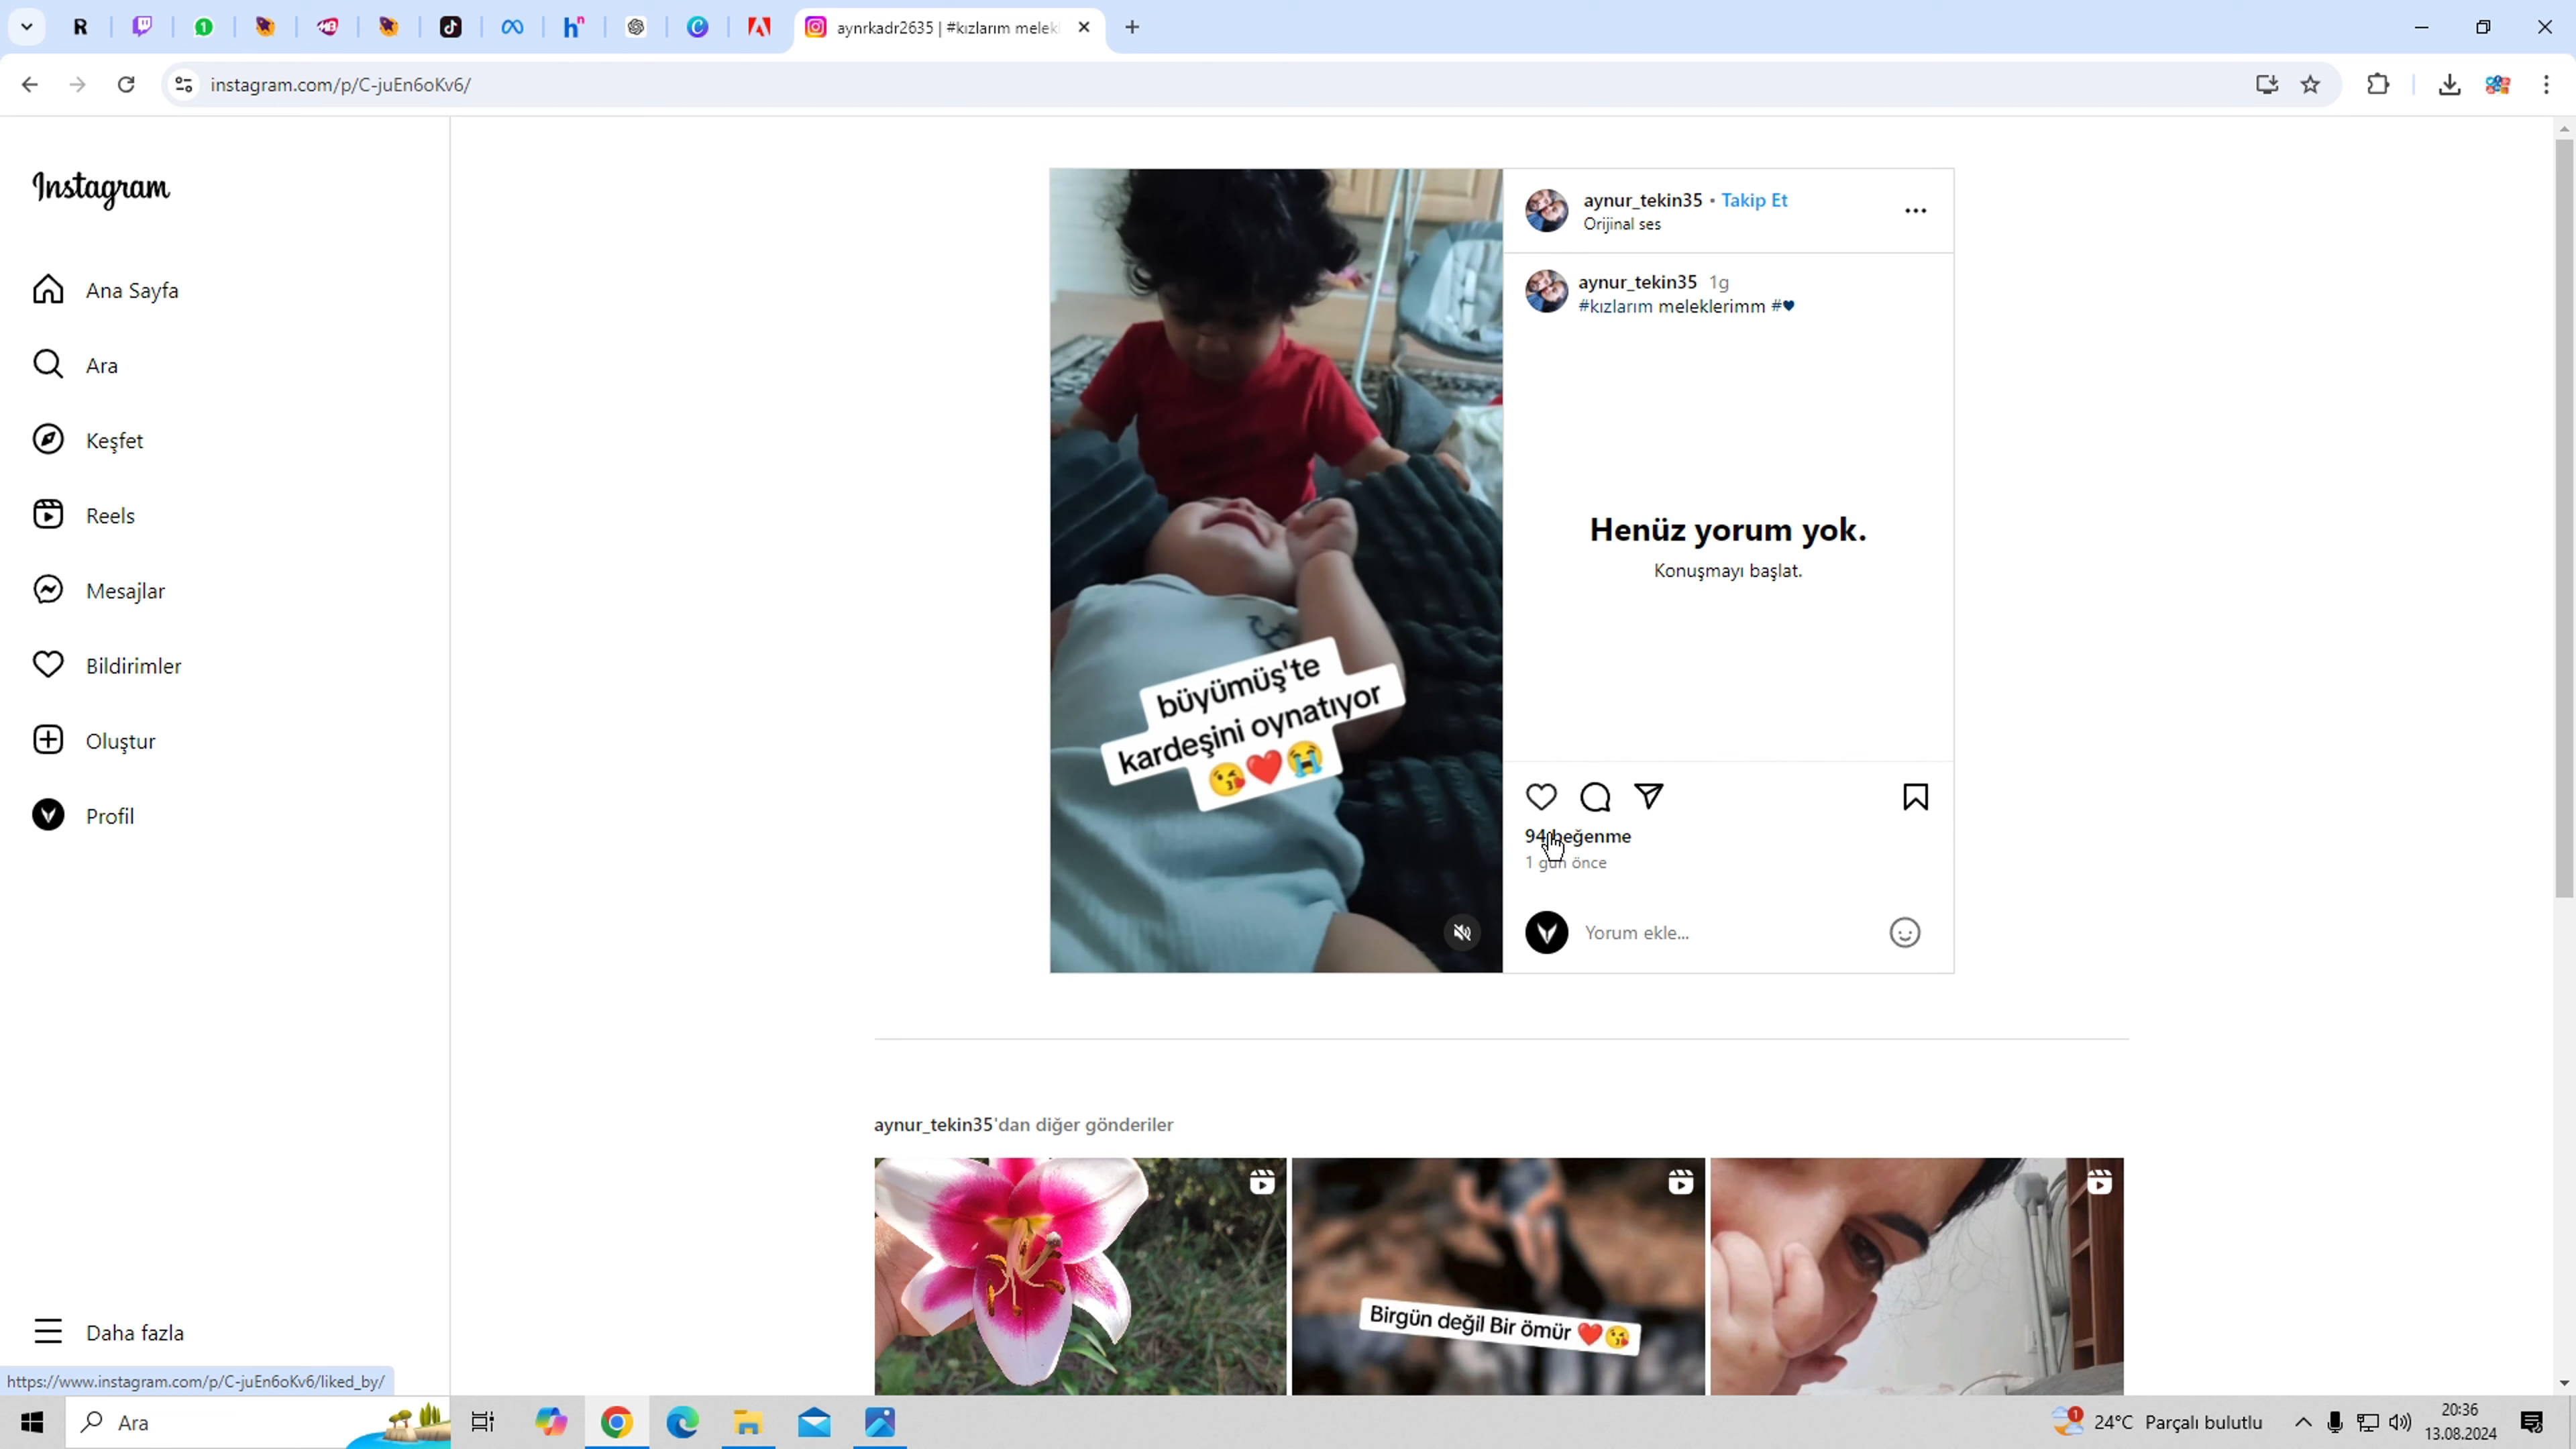 aynrkadr2635 | #kızlarım melekl
instagram.com/p/C-juEn6oKv6/
Instagram
Ana Sayfa
Ara
Keşfet
Reels
Mesajlar
Bildirimler
Oluştur
Profil
Daha fazla
büyümüş'te
kardeşini oynatıyor
😘❤️😭
aynur_tekin35 • Takip Et
Orijinal ses
aynur_tekin35 1g
#kızlarım meleklerimm #🖤
Henüz yorum yok.
Konuşmayı başlat.
94 beğenme
1 gün önce
Yorum ekle...
aynur_tekin35'dan diğer gönderiler
Birgün değil Bir ömür ❤️😘
https://www.instagram.com/p/C-juEn6oKv6/liked_by/
Ara
1
24°C Parçalı bulutlu
20:36
13.08.2024